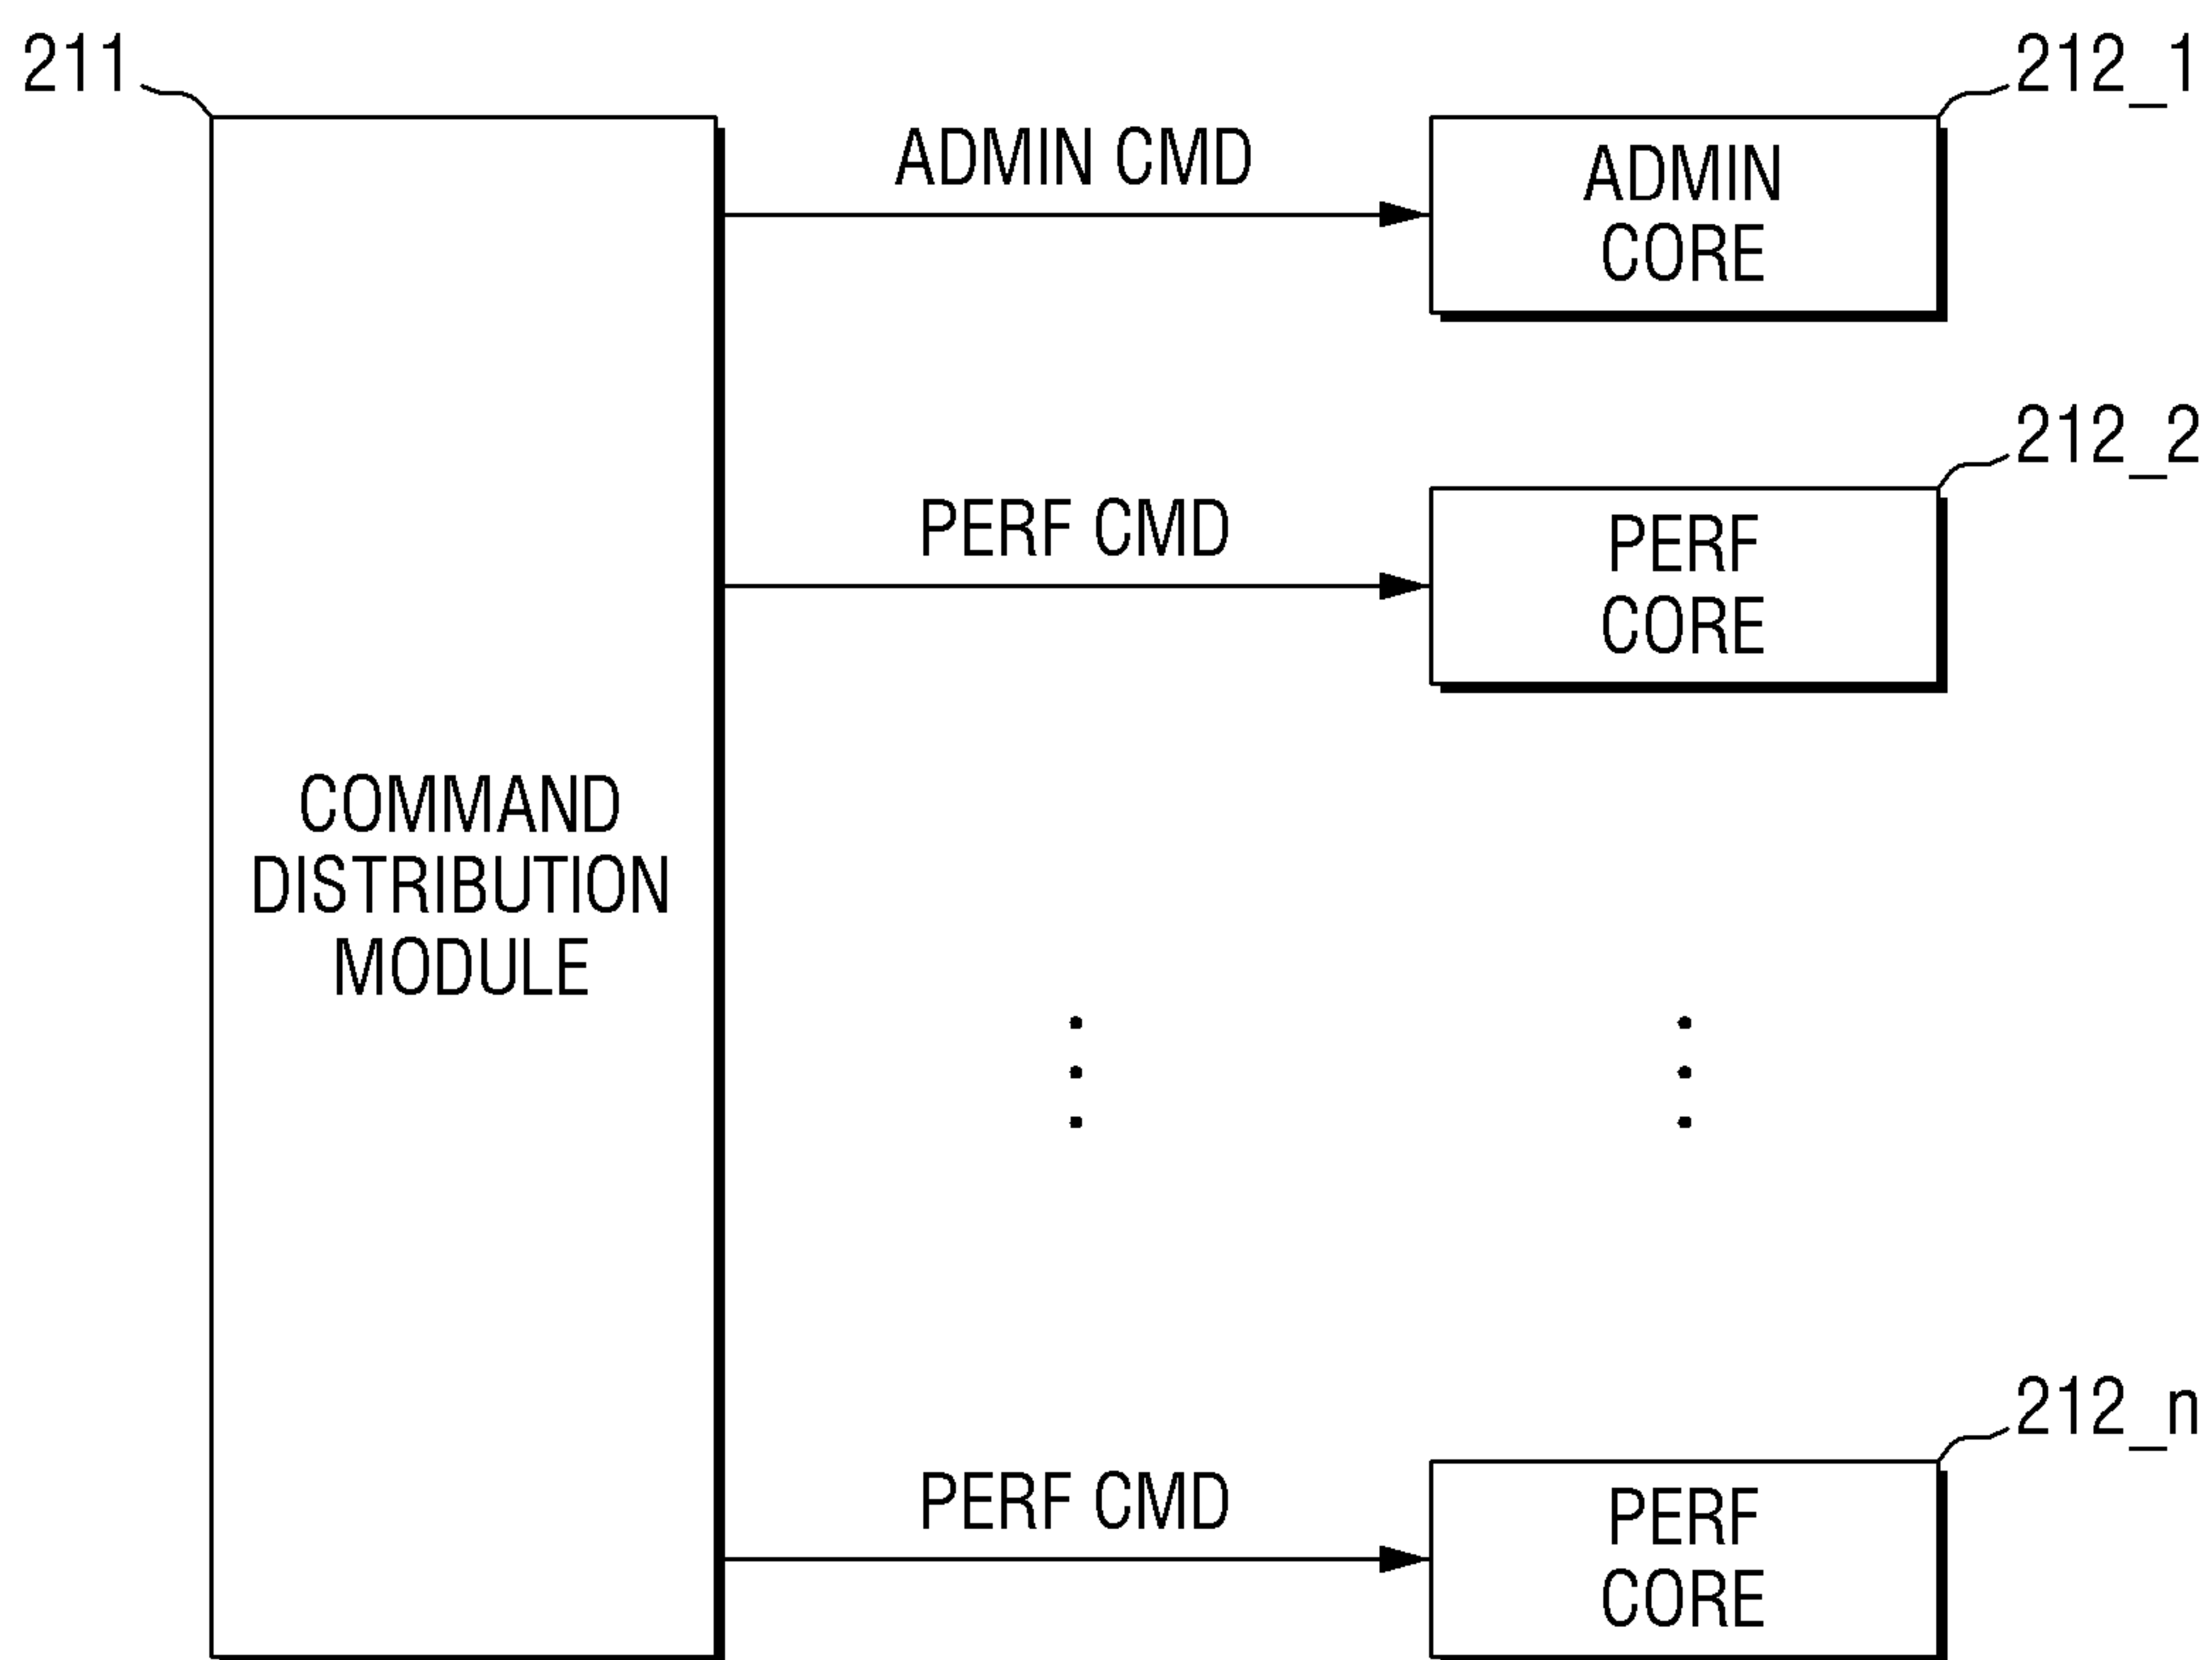 211
212_1
ADMIN CMD
ADMIN
CORE
212_2
PERF CMD
PERF
CORE
COMMAND
DISTRIBUTION
MODULE
212_n
PERF CMD
PERF
CORE